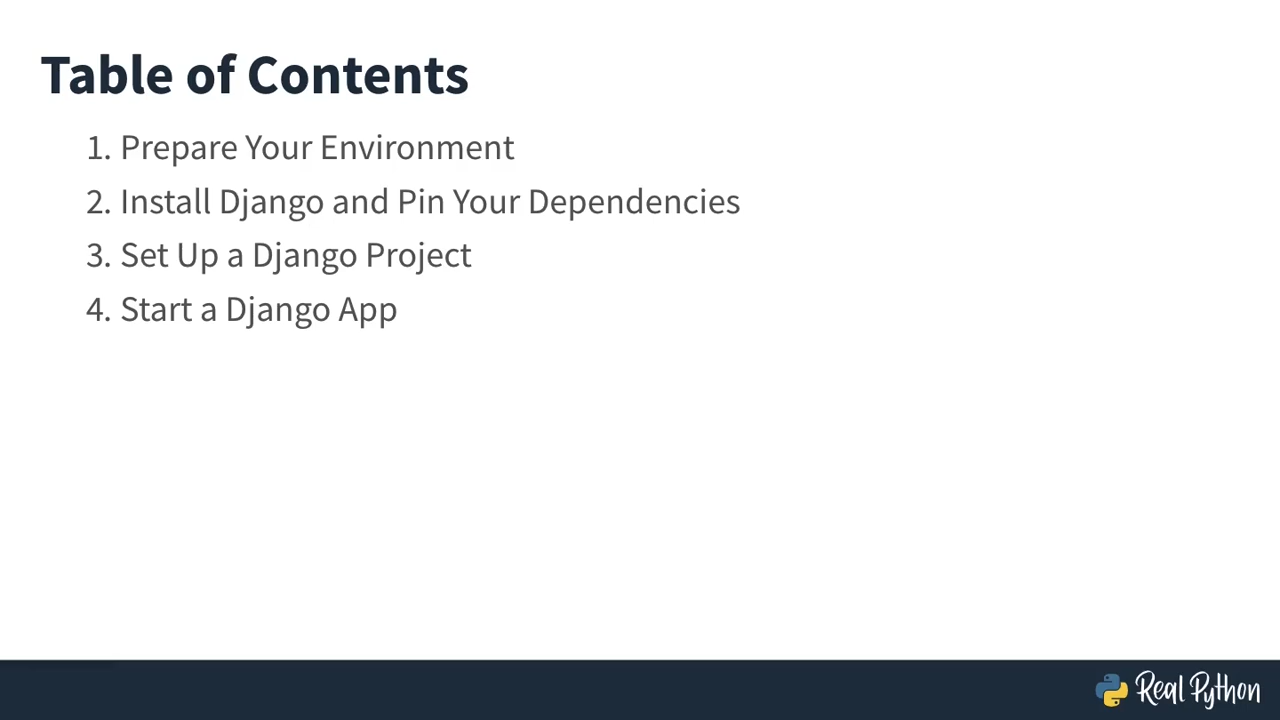 Table of Contents
1. Prepare Your Environment
2. Install Django and Pin Your Dependencies
3. Set Up a Django Project
4. Start a Django App
Real Python